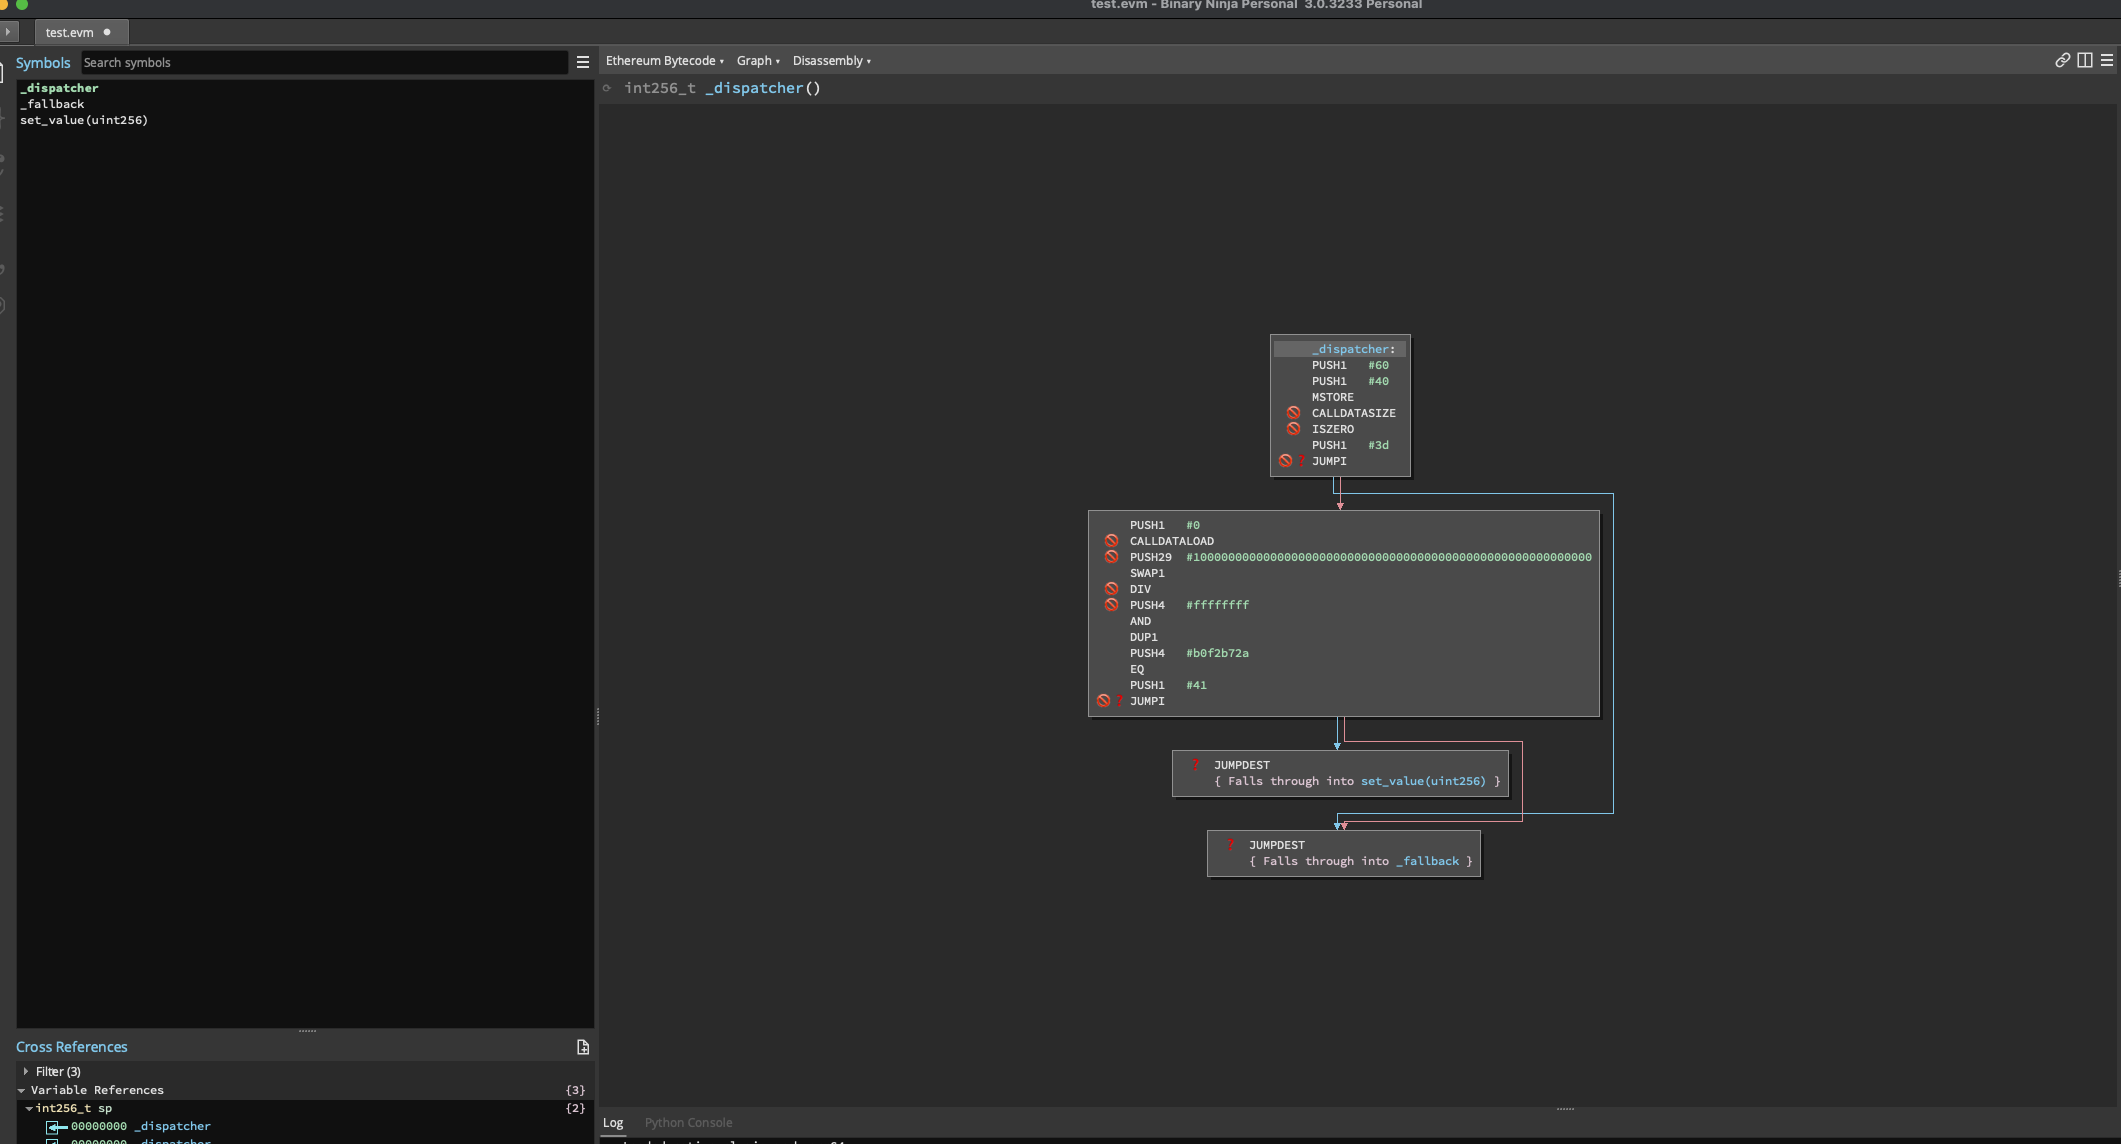 test.evm - Binary Ninja Personal 3.0.3233 Personal
test.evm
Symbols
Search symbols
_dispatcher
_fallback
set_value(uint256)
Ethereum Bytecode
Graph
Disassembly
int256_t _dispatcher()
_dispatcher:
PUSH1 #60
PUSH1 #40
MSTORE
CALLDATASIZE
ISZERO
PUSH1 #3d
JUMPI
PUSH1 #0
CALLDATALOAD
PUSH29 #100000000000000000000000000000000000000000000000000000000
SWAP1
DIV
PUSH4 #ffffffff
AND
DUP1
PUSH4 #b0f2b72a
EQ
PUSH1 #41
JUMPI
JUMPDEST
{ Falls through into set_value(uint256) }
JUMPDEST
{ Falls through into _fallback }
Cross References
Filter (3)
Variable References {3}
int256_t sp {2}
00000000 _dispatcher
Log
Python Console